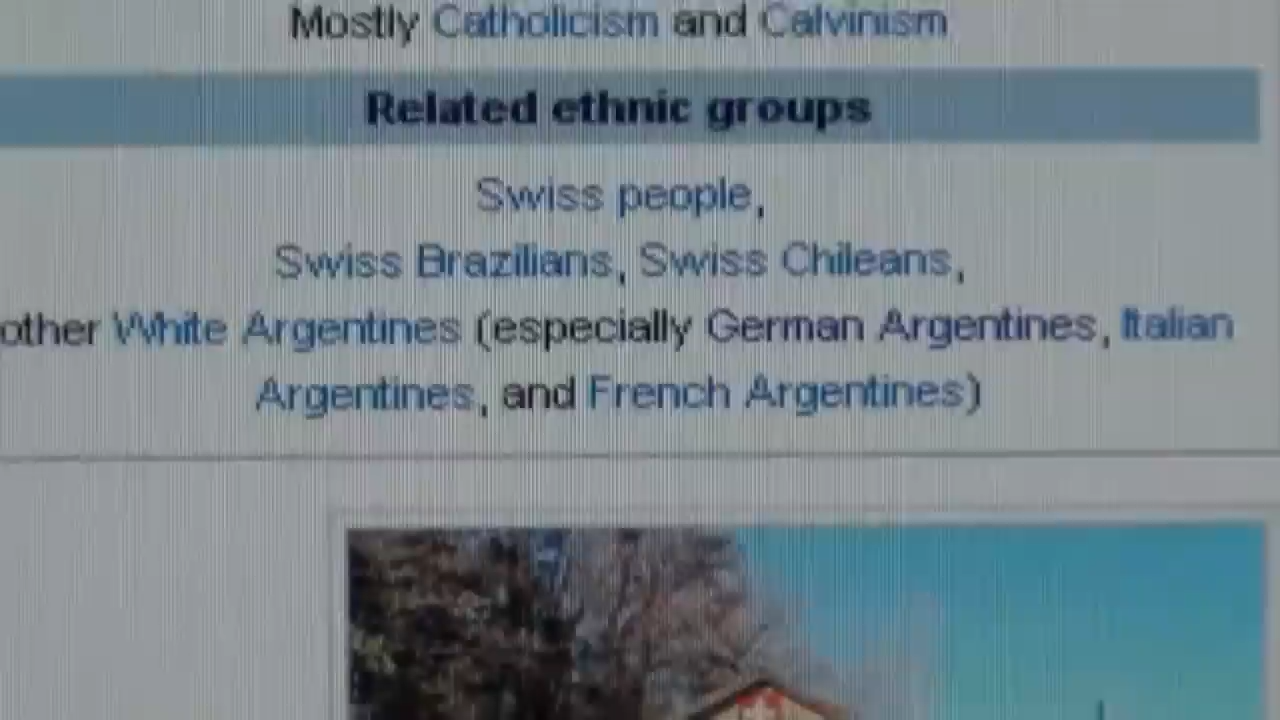 Mostly Catholicism and Calvinism
Related ethnic groups
Swiss people,
Swiss Brazilians, Swiss Chileans,
other White Argentines (especially German Argentines, Italian
Argentines, and French Argentines)